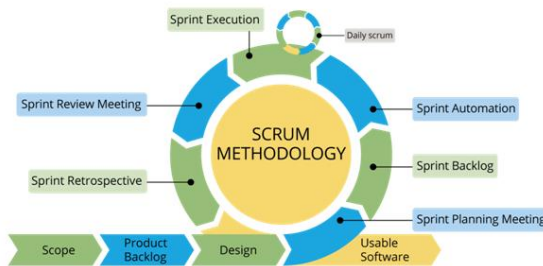 Sprint Execution
Daily scrum
Sprint Review Meeting
Sprint Automation
SCRUM
METHODOLOGY
Sprint Retrospective
Sprint Backlog
Sprint Planning Meeting
Scope
Product
Backlog
Design
Usable
Software